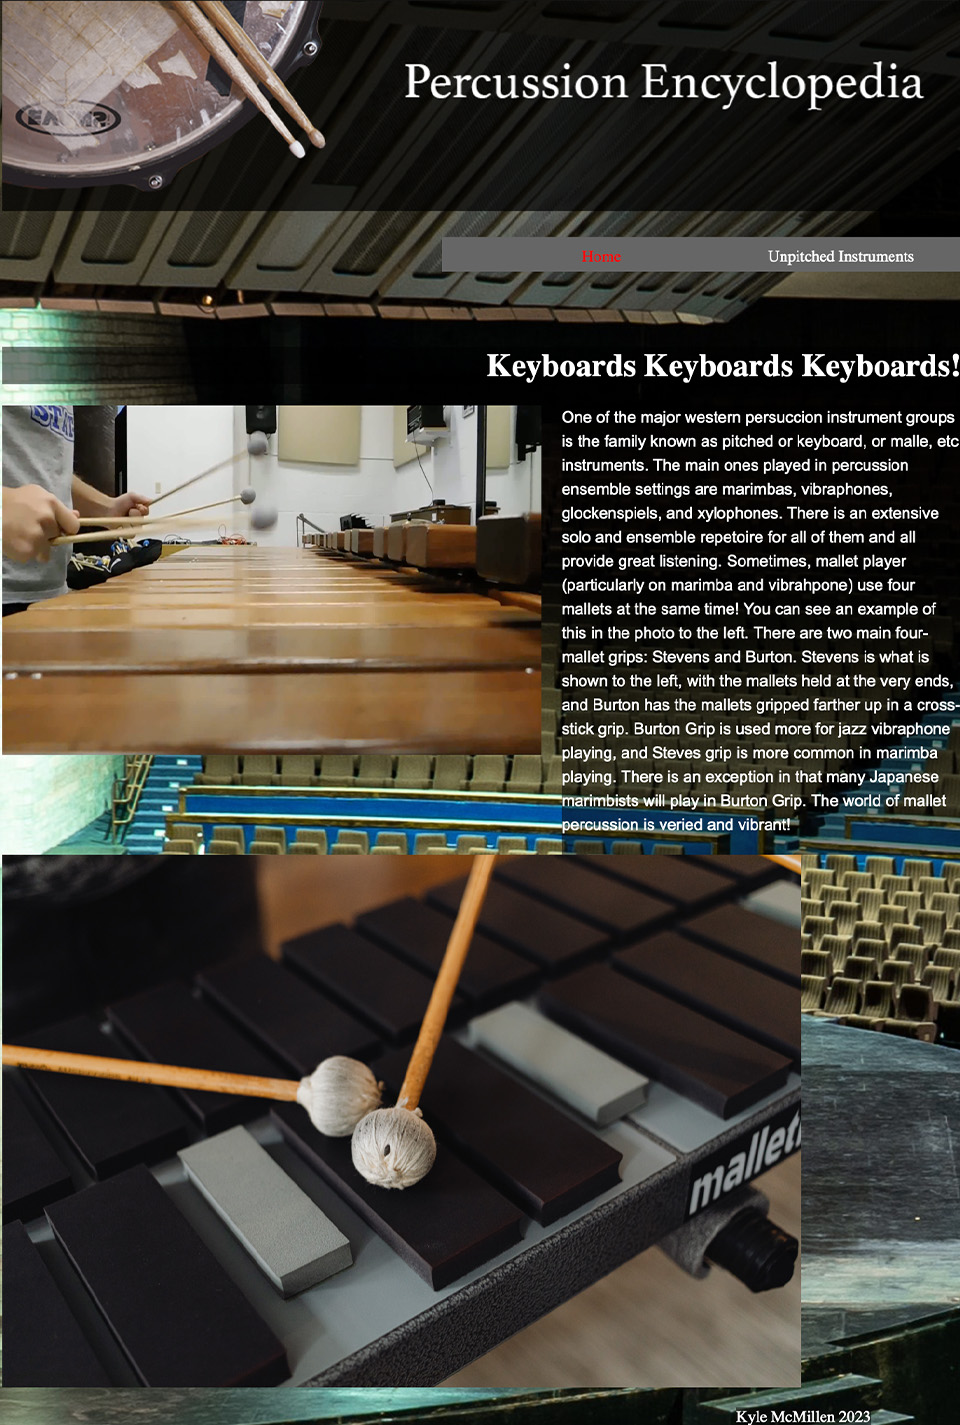 EVANS
Percussion Encyclopedia
Home
Unpitched Instruments
Keyboards Keyboards Keyboards!
STA
One of the major western persuccion instrument groups
is the family known as pitched or keyboard, or malle, etc
instruments. The main ones played in percussion
ensemble settings are marimbas, vibraphones,
glockenspiels, and xylophones. There is an extensive
solo and ensemble repetoire for all of them and all
provide great listening. Sometimes, mallet player
(particularly on marimba and vibrahpone) use four
mallets at the same time! You can see an example of
this in the photo to the left. There are two main four-
mallet grips: Stevens and Burton. Stevens is what is
shown to the left, with the mallets held at the very ends,
and Burton has the mallets gripped farther up in a cross-
stick grip. Burton Grip is used more for jazz vibraphone
playing, and Steves grip is more common in marimba
playing. There is an exception in that many Japanese
marimbists will play in Burton Grip. The world of mallet
percussion is veried and vibrant!
mallet
Kyle McMillen 2023